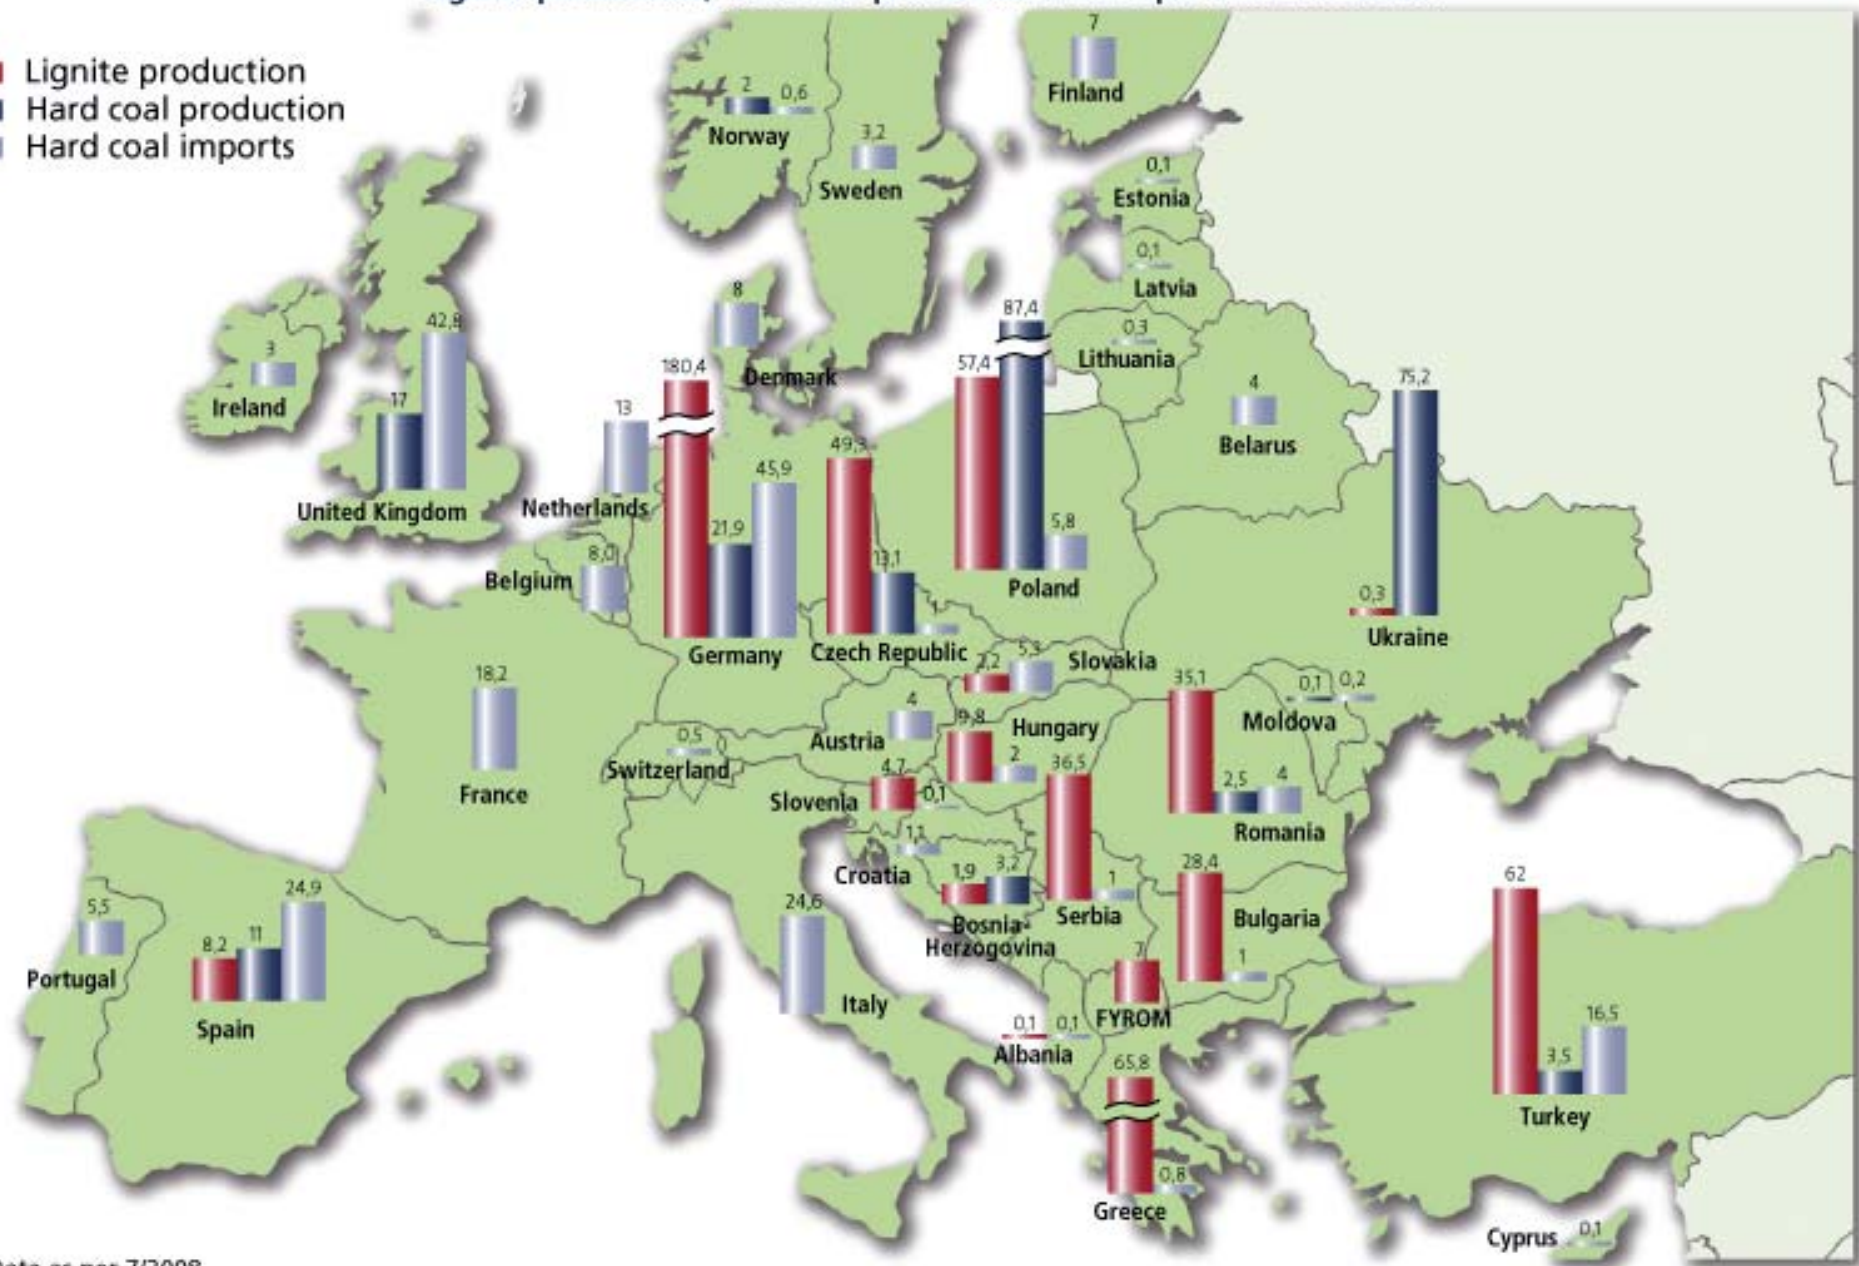 Lignite production
Hard coal production
Hard coal imports
7
Finland
2 0,6
Norway
3,2
Sweden
0,1
Estonia
0,1
Latvia
0,3
Lithuania
8
Denmark
3
Ireland
17 42,8
United Kingdom
13
Netherlands
8,0
Belgium
180,4 21,9 45,9
Germany
49,3 13,1 1
Czech Republic
57,4 87,4 5,8
Poland
4
Belarus
0,3 75,2
Ukraine
2,2 5,3
Slovakia
18,2
France
0,5
Switzerland
4
Austria
9,8 2
Hungary
35,1 2,5 4
Romania
0,1 0,2
Moldova
4,7 0,1
Slovenia
1,1
Croatia
1,9 3,2
Bosnia-
Herzogovina
36,5 1
Serbia
28,4 1
Bulgaria
5,5
Portugal
8,2 11 24,9
Spain
24,6
Italy
7
FYROM
0,1 0,1
Albania
65,8 0,8
Greece
62 3,5 16,5
Turkey
Cyprus 0,1